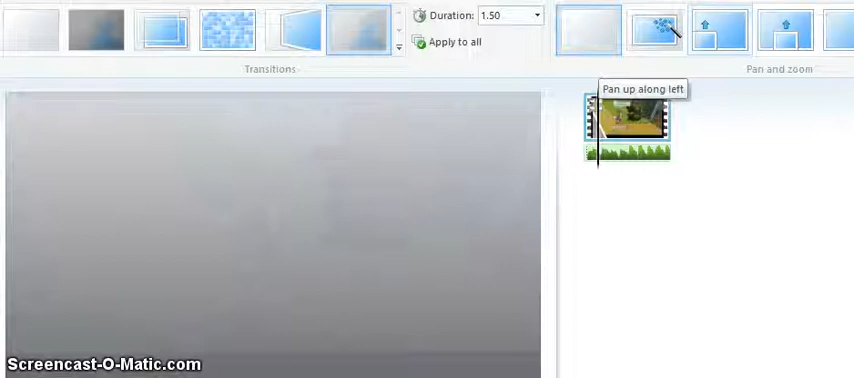 Duration: 1.50
Apply to all
Transitions
Pan and zoom
Pan up along left
Screencast-O-Matic.com